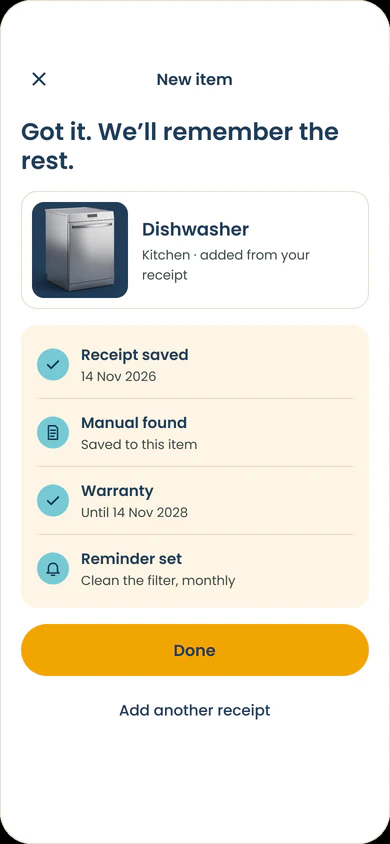 New item
Got it. We’ll remember the
rest.
Dishwasher
Kitchen · added from your
receipt
Receipt saved
14 Nov 2026
Manual found
Saved to this item
Warranty
Until 14 Nov 2028
Reminder set
Clean the filter, monthly
Done
Add another receipt